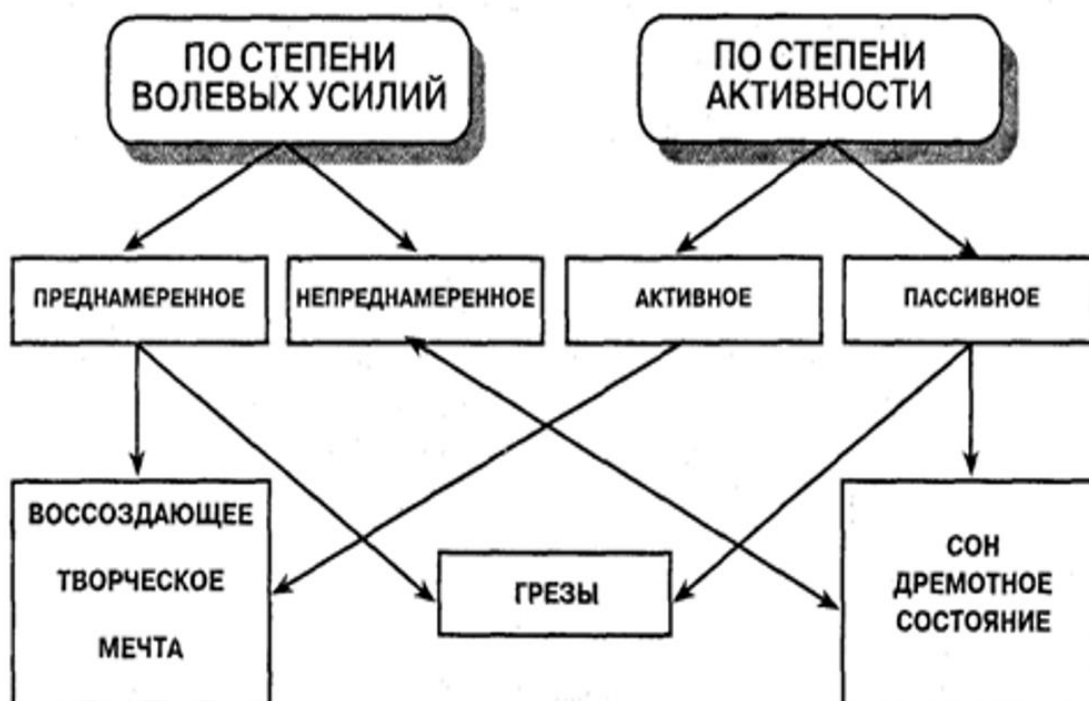 ПО СТЕПЕНИ
ВОЛЕВЫХ УСИЛИЙ
ПО СТЕПЕНИ
АКТИВНОСТИ
ПРЕДНАМЕРЕННОЕ
НЕПРЕДНАМЕРЕННОЕ
АКТИВНОЕ
ПАССИВНОЕ
ВОССОЗДАЮЩЕЕ
ТВОРЧЕСКОЕ
МЕЧТА
ГРЕЗЫ
СОН
ДРЕМОТНОЕ
СОСТОЯНИЕ